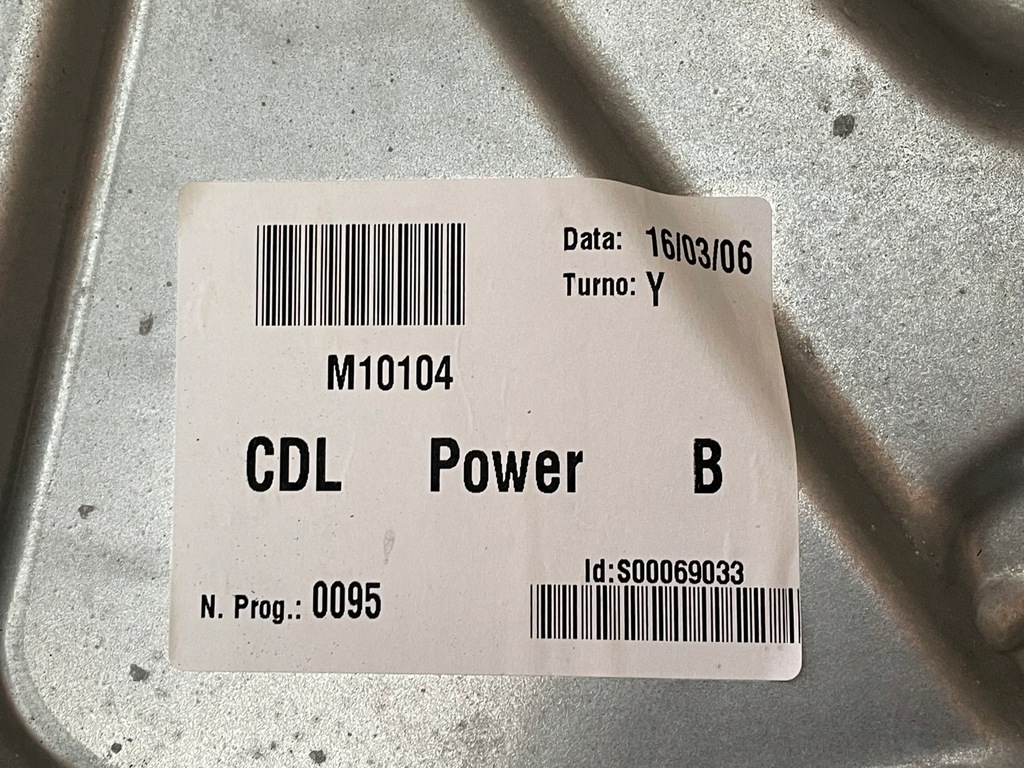 Data: 16/03/06
Turno: Y
M10104
CDL Power B
Id:S00069033
N. Prog.: 0095